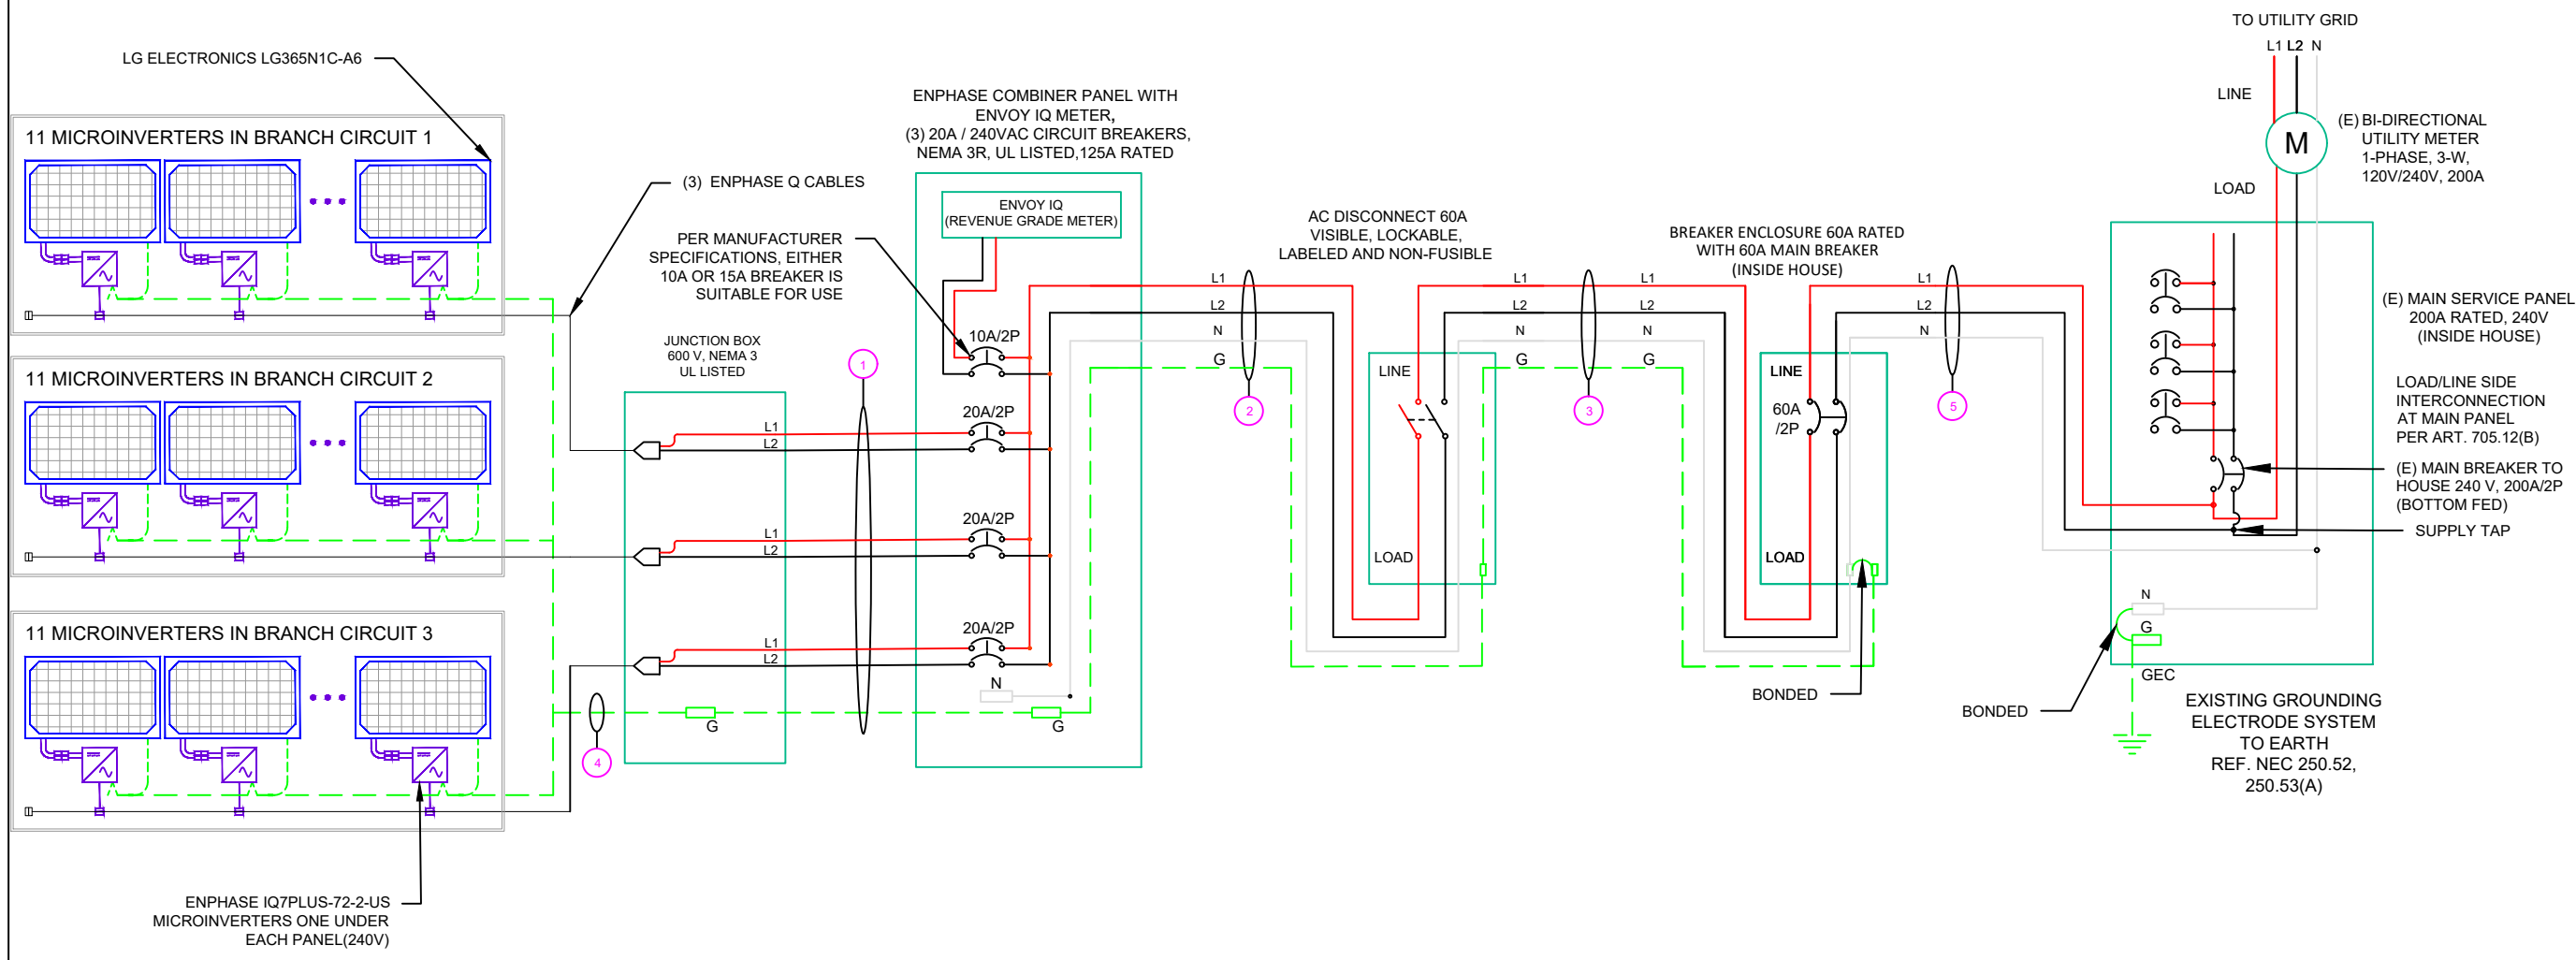 LG ELECTRONICS LG365N1C-A6
11 MICROINVERTERS IN BRANCH CIRCUIT 1
11 MICROINVERTERS IN BRANCH CIRCUIT 2
11 MICROINVERTERS IN BRANCH CIRCUIT 3
ENPHASE IQ7PLUS-72-2-US
MICROINVERTERS ONE UNDER
EACH PANEL(240V)
(3) ENPHASE Q CABLES
PER MANUFACTURER
SPECIFICATIONS, EITHER
10A OR 15A BREAKER IS
SUITABLE FOR USE
JUNCTION BOX
600 V, NEMA 3
UL LISTED
L1
L2
L1
L2
L1
L2
G
4
1
ENPHASE COMBINER PANEL WITH
ENVOY IQ METER,
(3) 20A / 240VAC CIRCUIT BREAKERS,
NEMA 3R, UL LISTED,125A RATED
ENVOY IQ
(REVENUE GRADE METER)
10A/2P
20A/2P
20A/2P
20A/2P
N
G
L1
L2
N
G
2
AC DISCONNECT 60A
VISIBLE, LOCKABLE,
LABELED AND NON-FUSIBLE
LINE
LOAD
L1
L2
N
G
3
L1
L2
N
G
BREAKER ENCLOSURE 60A RATED
WITH 60A MAIN BREAKER
(INSIDE HOUSE)
LINE
60A
/2P
LOAD
BONDED
L1
L2
N
5
TO UTILITY GRID
L1 L2 N
LINE
M
LOAD
(E) BI-DIRECTIONAL
UTILITY METER
1-PHASE, 3-W,
120V/240V, 200A
(E) MAIN SERVICE PANEL
200A RATED, 240V
(INSIDE HOUSE)
LOAD/LINE SIDE
INTERCONNECTION
AT MAIN PANEL
PER ART. 705.12(B)
(E) MAIN BREAKER TO
HOUSE 240 V, 200A/2P
(BOTTOM FED)
SUPPLY TAP
N
G
GEC
BONDED
EXISTING GROUNDING
ELECTRODE SYSTEM
TO EARTH
REF. NEC 250.52,
250.53(A)